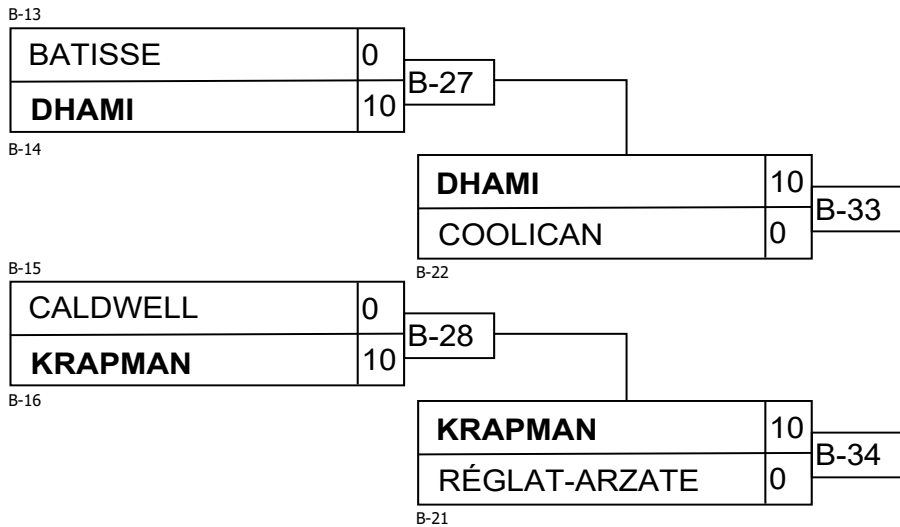 B-13
BATISSE 0
DHAMI 10
B-27
B-14
DHAMI 10
COOLICAN 0
B-33
B-22
B-15
CALDWELL 0
KRAPMAN 10
B-28
B-16
KRAPMAN 10
RÉGLAT-ARZATE 0
B-34
B-21